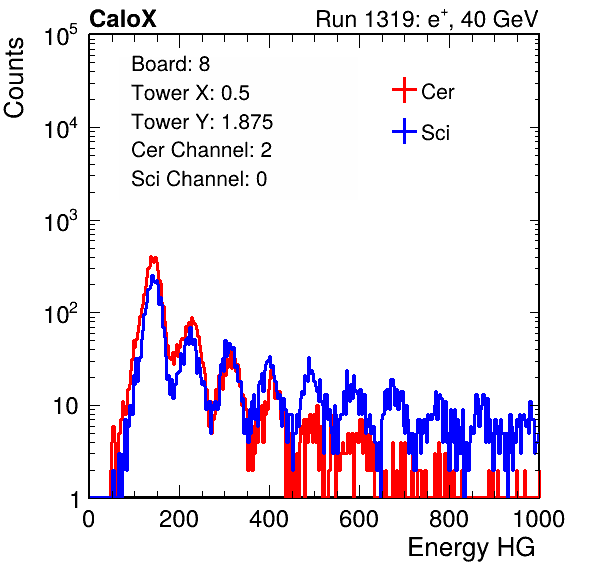 CaloX Run 1319: e+, 40 GeV
Counts
Board: 8
Tower X: 0.5
Tower Y: 1.875
Cer Channel: 2
Sci Channel: 0
Cer
Sci
10^5
10^4
10^3
10^2
10
1
0 200 400 600 800 1000
Energy HG